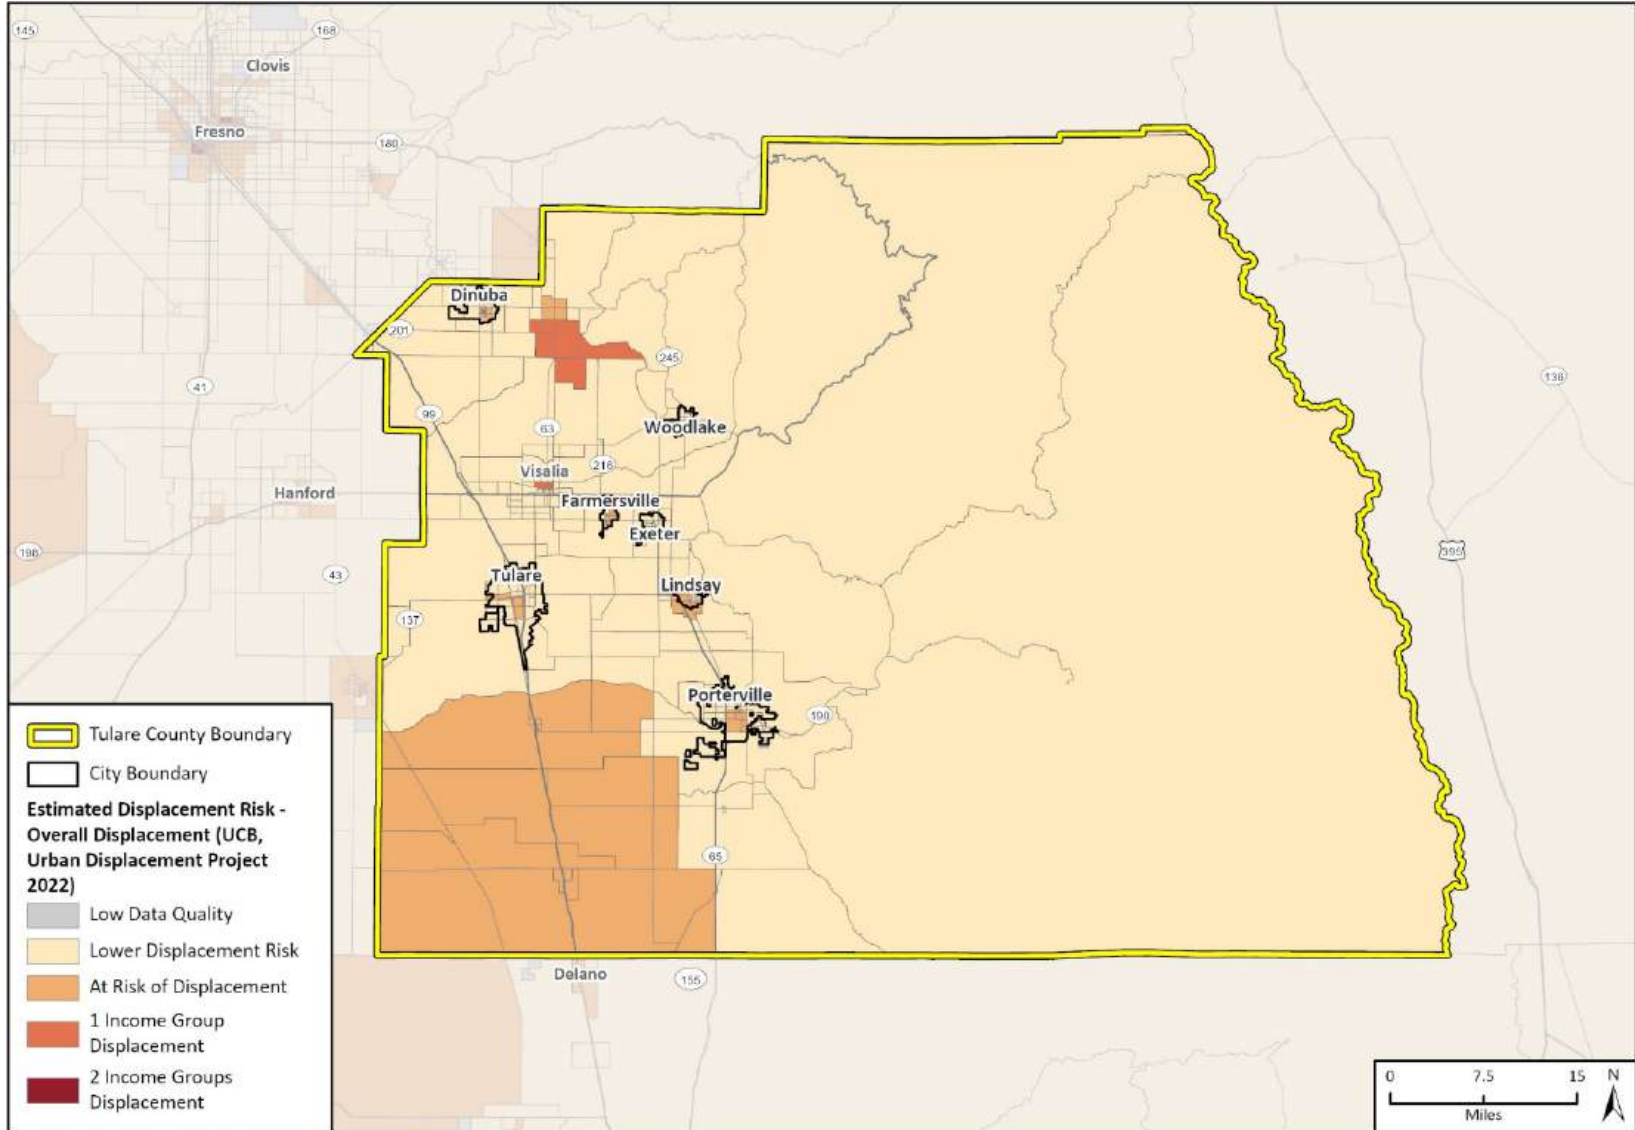 145
168
Clovis
Fresno
180
Dinuba
201
245
41
136
99
63
Woodlake
Visalia
216
Hanford
Farmersville
Exeter
198
395
43
Tulare
Lindsay
137
Porterville
190
65
Delano
155
Tulare County Boundary
City Boundary
Estimated Displacement Risk -
Overall Displacement (UCB,
Urban Displacement Project
2022)
Low Data Quality
Lower Displacement Risk
At Risk of Displacement
1 Income Group
Displacement
2 Income Groups
Displacement
0 7.5 15 N
Miles